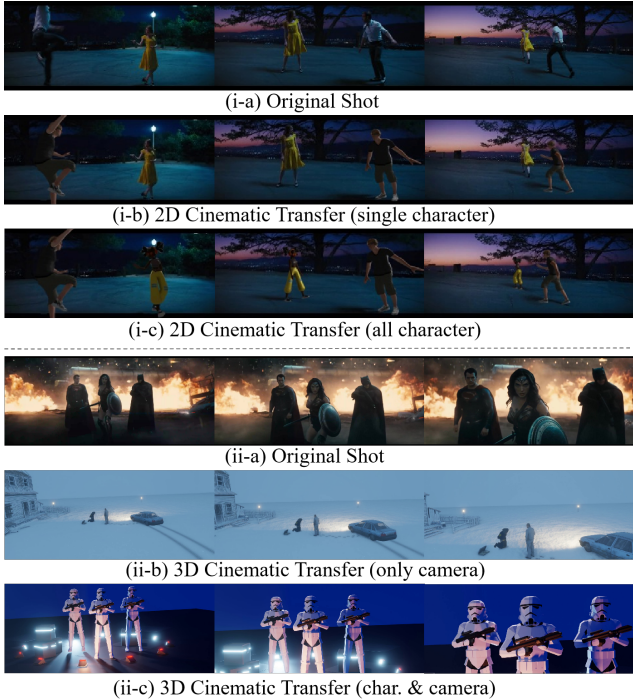 (i-a) Original Shot
(i-b) 2D Cinematic Transfer (single character)
(i-c) 2D Cinematic Transfer (all character)
(ii-a) Original Shot
(ii-b) 3D Cinematic Transfer (only camera)
(ii-c) 3D Cinematic Transfer (char. & camera)